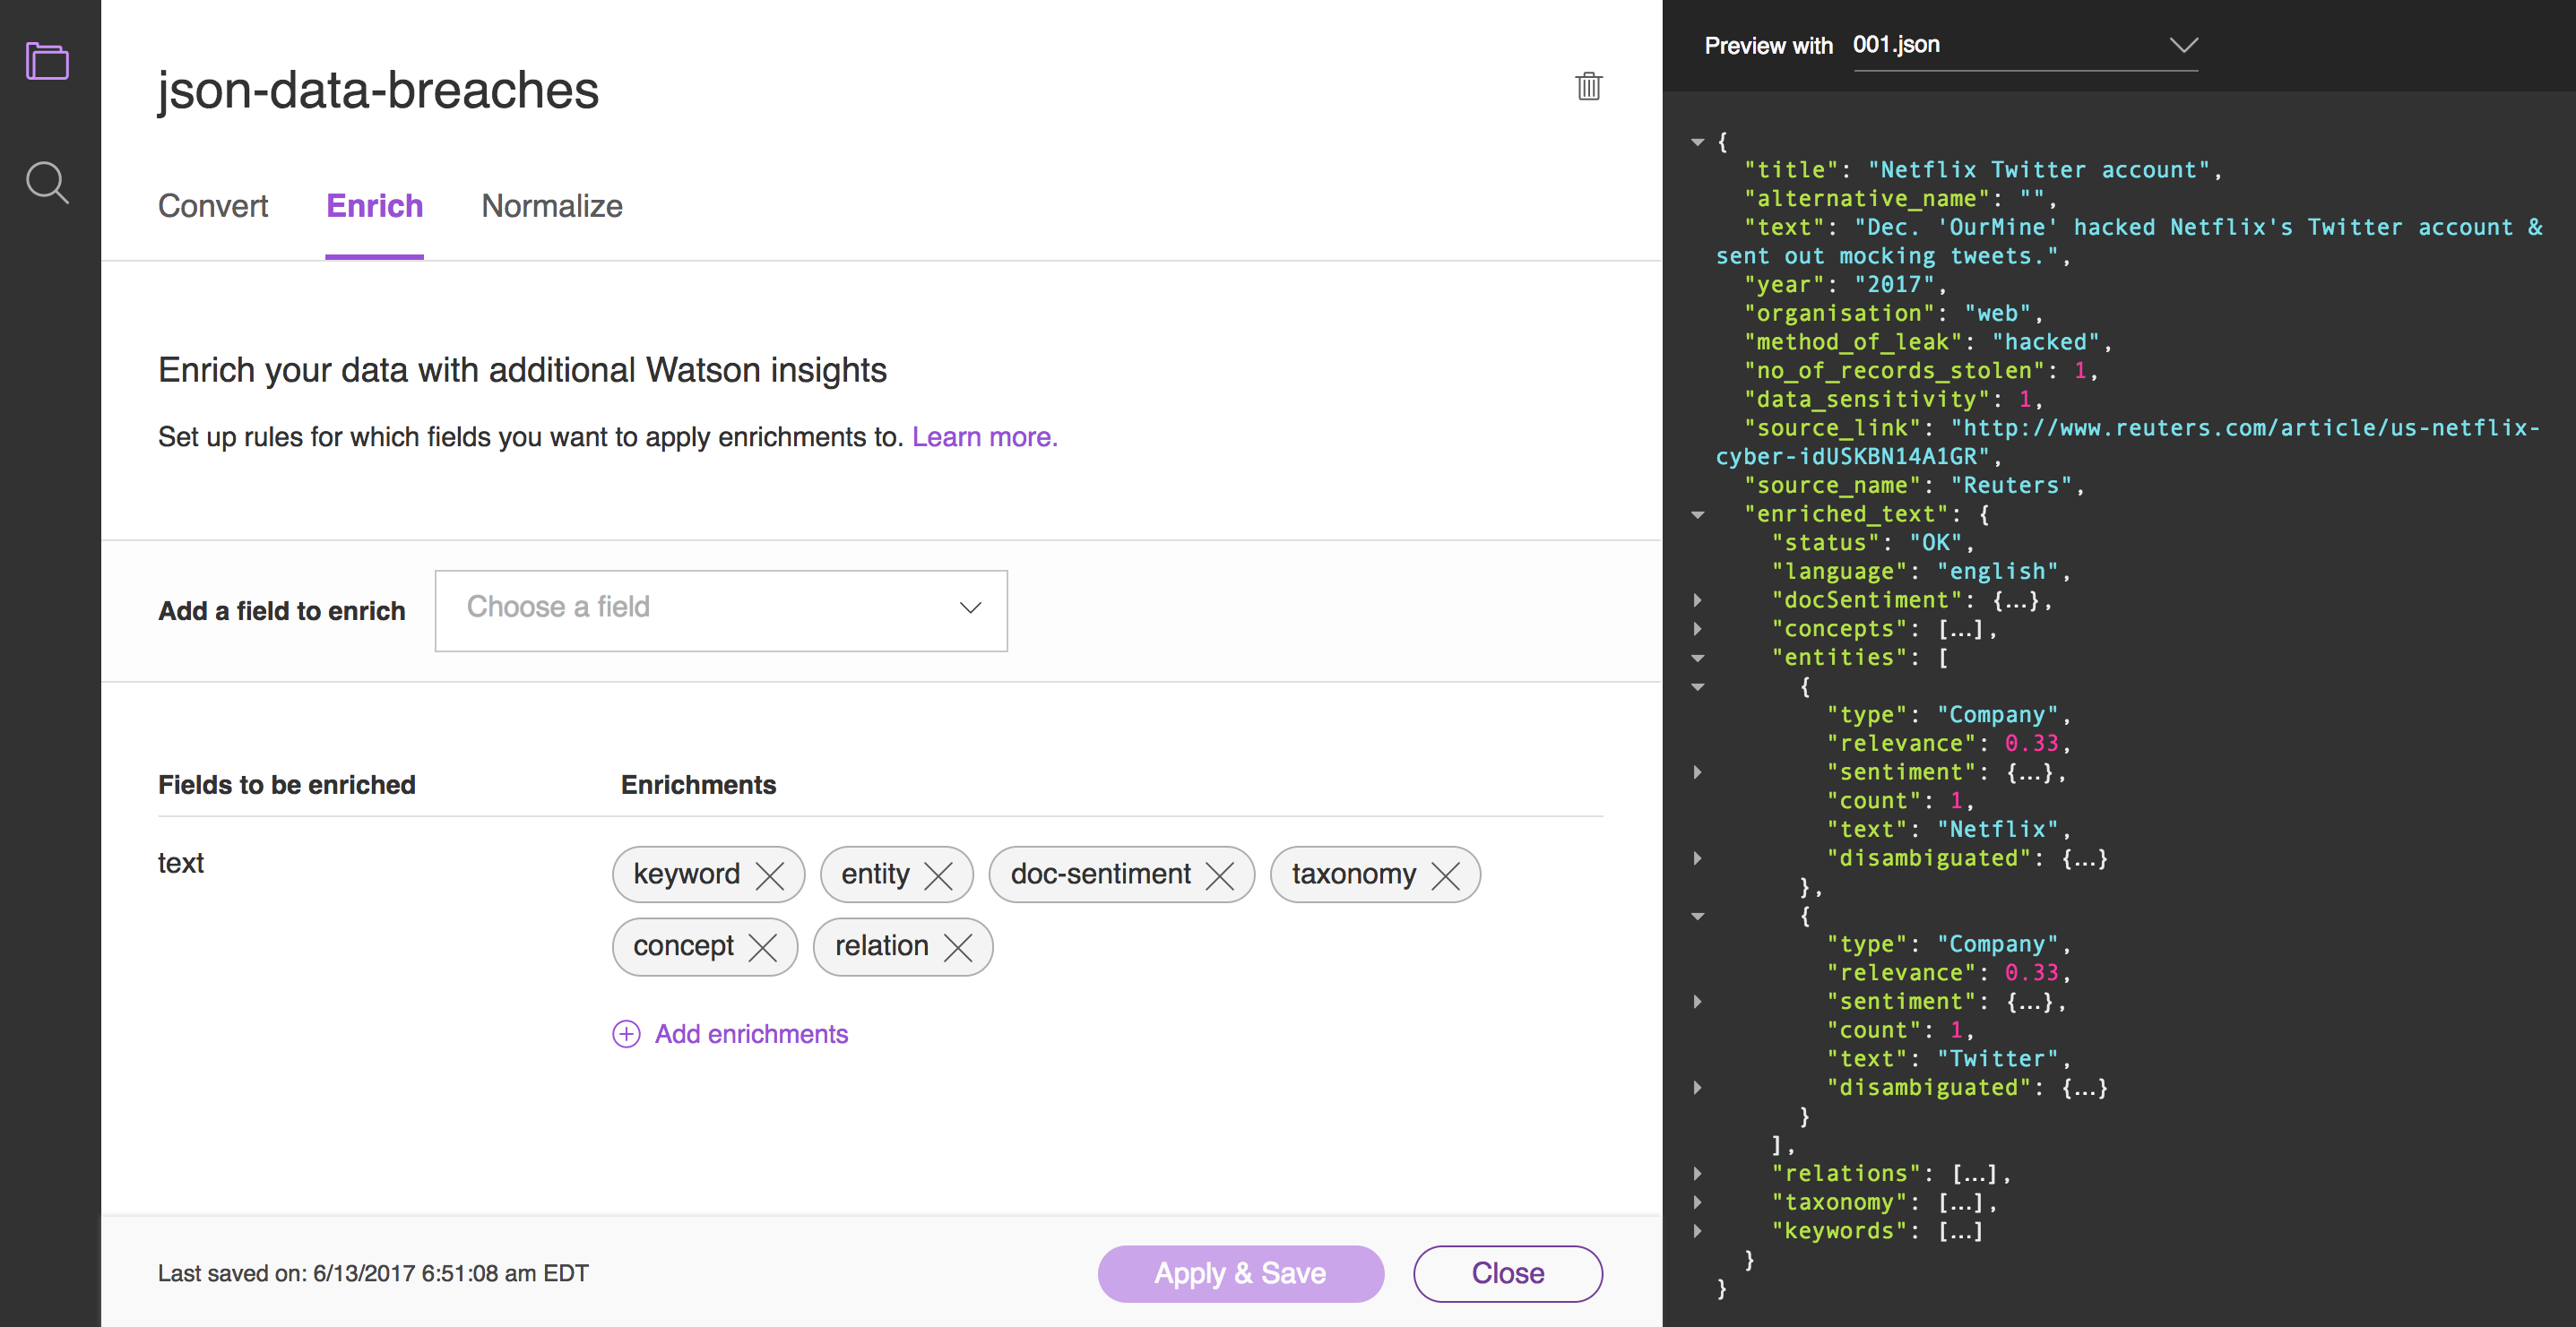 json-data-breaches
Convert Enrich Normalize
Enrich your data with additional Watson insights
Set up rules for which fields you want to apply enrichments to. Learn more.
Add a field to enrich Choose a field
Fields to be enriched Enrichments
text keyword entity doc-sentiment taxonomy
concept relation
Add enrichments
Last saved on: 6/13/2017 6:51:08 am EDT Apply & Save Close
Preview with 001.json
{
"title": "Netflix Twitter account",
"alternative_name": "",
"text": "Dec. 'OurMine' hacked Netflix's Twitter account &
sent out mocking tweets.",
"year": "2017",
"organisation": "web",
"method_of_leak": "hacked",
"no_of_records_stolen": 1,
"data_sensitivity": 1,
"source_link": "http://www.reuters.com/article/us-netflix-
cyber-idUSKBN14A1GR",
"source_name": "Reuters",
"enriched_text": {
"status": "OK",
"language": "english",
"docSentiment": {...},
"concepts": [...],
"entities": [
{
"type": "Company",
"relevance": 0.33,
"sentiment": {...},
"count": 1,
"text": "Netflix",
"disambiguated": {...}
},
{
"type": "Company",
"relevance": 0.33,
"sentiment": {...},
"count": 1,
"text": "Twitter",
"disambiguated": {...}
}
],
"relations": [...],
"taxonomy": [...],
"keywords": [...]
}
}